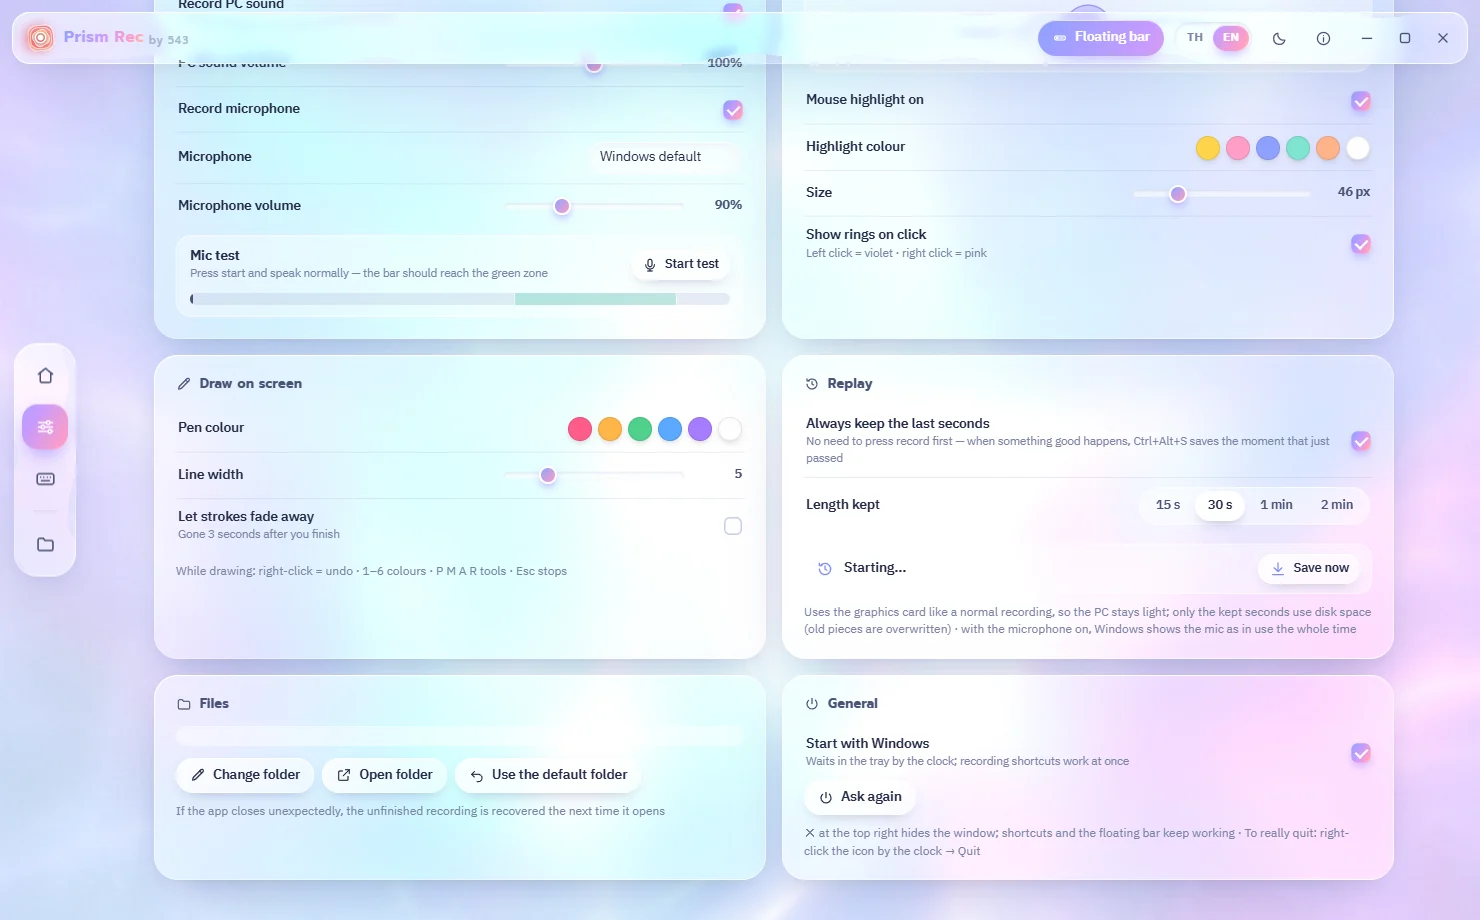 Record PC sound
Prism Rec by 543
Floating bar
TH
EN
PC sound volume
100%
Record microphone
Microphone
Windows default
Microphone volume
90%
Mic test
Press start and speak normally — the bar should reach the green zone
Start test
Mouse highlight on
Highlight colour
Size
46 px
Show rings on click
Left click = violet · right click = pink
Draw on screen
Pen colour
Line width
5
Let strokes fade away
Gone 3 seconds after you finish
While drawing: right-click = undo · 1–6 colours · P M A R tools · Esc stops
Replay
Always keep the last seconds
No need to press record first — when something good happens, Ctrl+Alt+S saves the moment that just
passed
Length kept
15 s
30 s
1 min
2 min
Starting...
Save now
Uses the graphics card like a normal recording, so the PC stays light; only the kept seconds use disk space
(old pieces are overwritten) · with the microphone on, Windows shows the mic as in use the whole time
Files
Change folder
Open folder
Use the default folder
If the app closes unexpectedly, the unfinished recording is recovered the next time it opens
General
Start with Windows
Waits in the tray by the clock; recording shortcuts work at once
Ask again
✕ at the top right hides the window; shortcuts and the floating bar keep working · To really quit: right-
click the icon by the clock → Quit